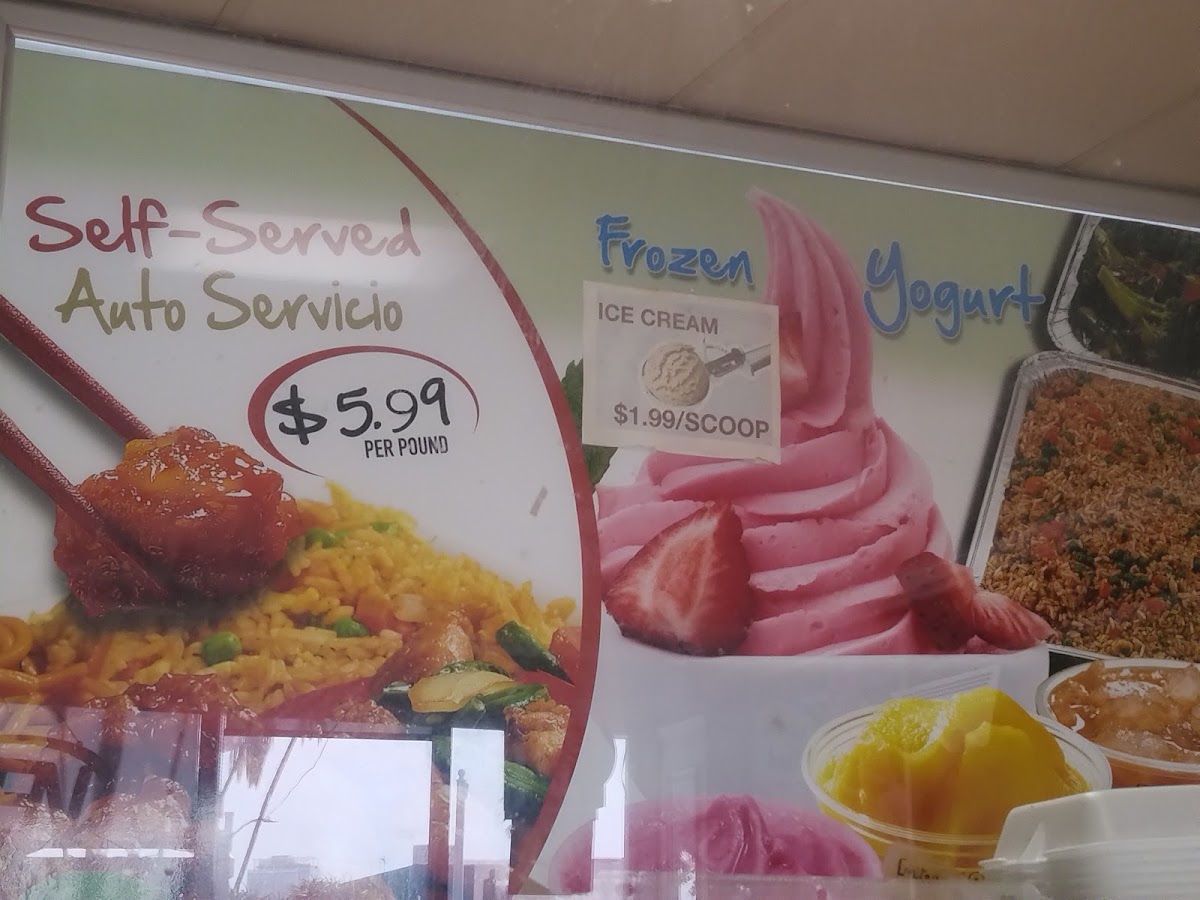 Self-Served
Auto Servicio
$5.99
PER POUND
Frozen Yogurt
ICE CREAM
$1.99/SCOOP